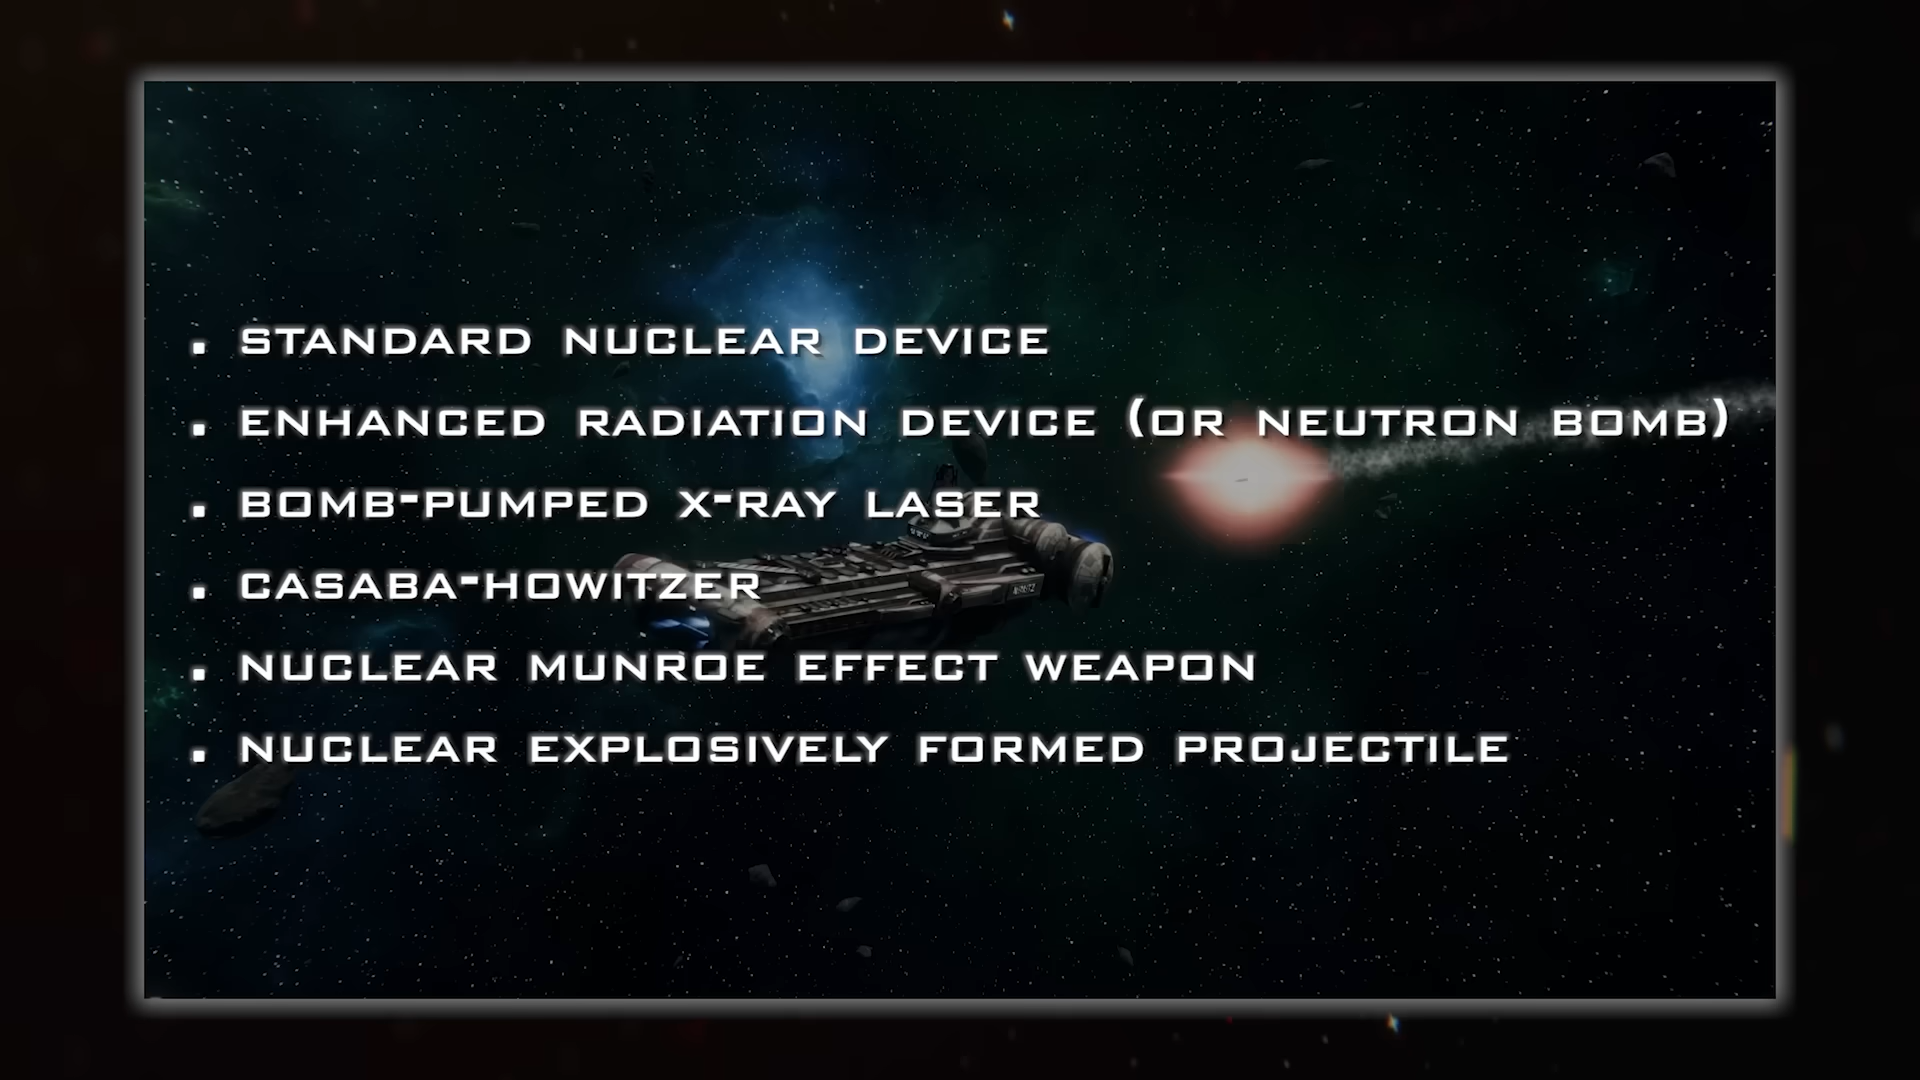 . STANDARD NUCLEAR DEVICE
. ENHANCED RADIATION DEVICE (OR NEUTRON BOMB)
. BOMB-PUMPED X-RAY LASER
. CASABA-HOWITZER
. NUCLEAR MUNROE EFFECT WEAPON
. NUCLEAR EXPLOSIVELY FORMED PROJECTILE